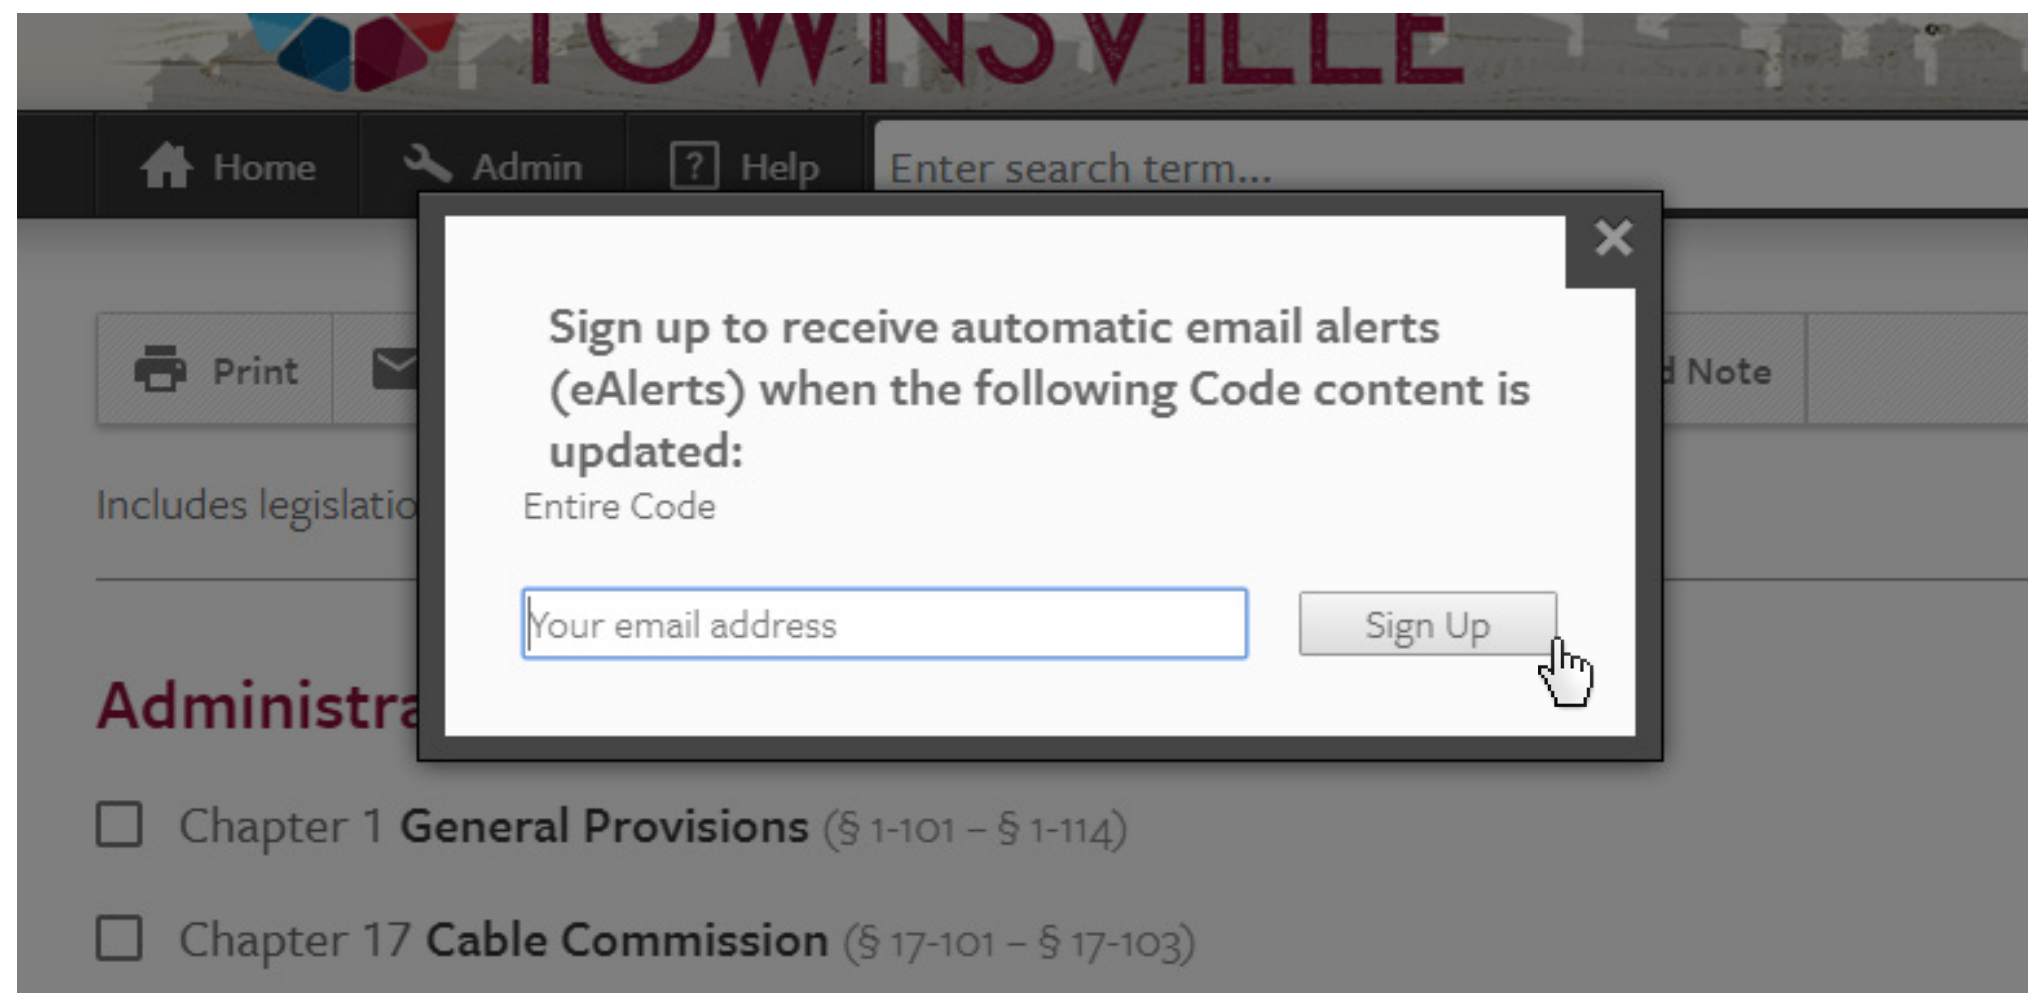 TOWNSVILLE
Home
Admin
? Help
Enter search term...
Sign up to receive automatic email alerts
(eAlerts) when the following Code content is
updated:
Entire Code
Your email address
Sign Up
Print
Note
Includes
Chapter 1 General Provisions (§ 1-101 – § 1-114)
Chapter 17 Cable Commission (§ 17-101 – § 17-103)